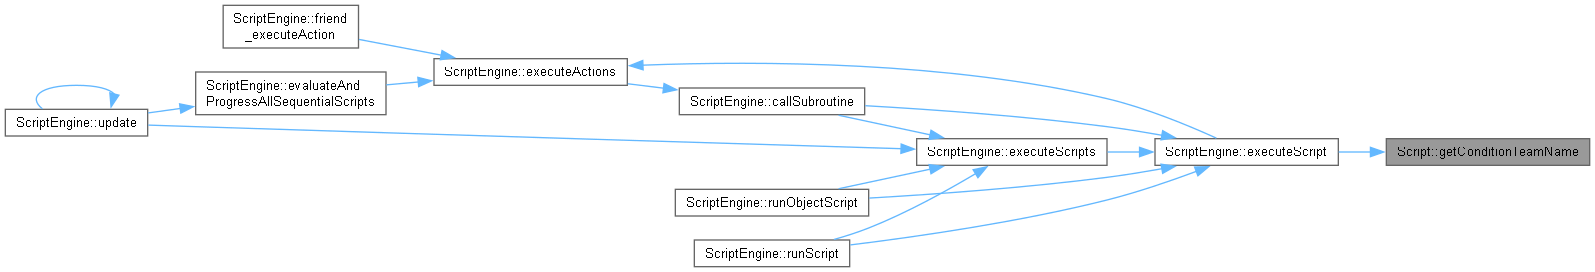 ScriptEngine::friend
_executeAction
ScriptEngine::executeActions
ScriptEngine::evaluateAnd
ProgressAllSequentialScripts
ScriptEngine::callSubroutine
ScriptEngine::update
ScriptEngine::executeScripts
ScriptEngine::executeScript
Script::getConditionTeamName
ScriptEngine::runObjectScript
ScriptEngine::runScript